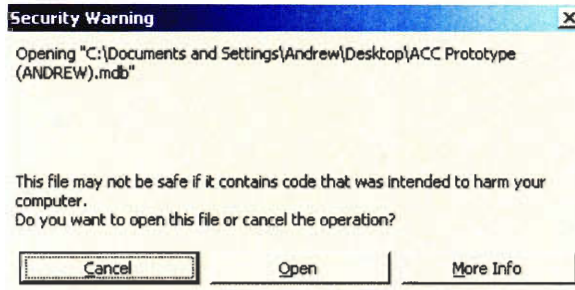 Security Warning
Opening "C:\Documents and Settings\Andrew\Desktop\ACC Prototype
(ANDREW).mdb"
This file may not be safe if it contains code that was intended to harm your
computer.
Do you want to open this file or cancel the operation?
Cancel Open More Info